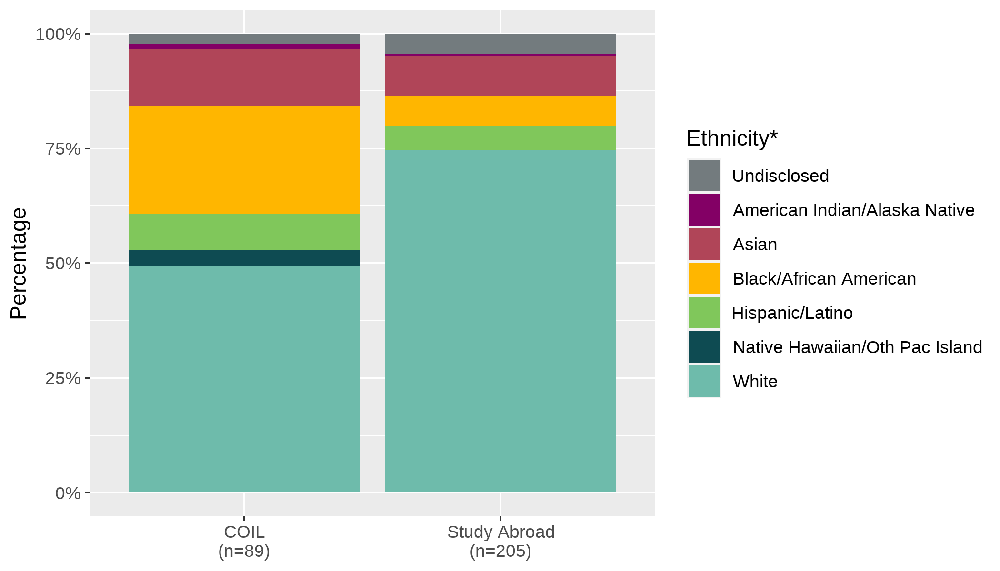 Percentage
100%
75%
50%
25%
0%
COIL
(n=89)
Study Abroad
(n=205)
Ethnicity*
Undisclosed
American Indian/Alaska Native
Asian
Black/African American
Hispanic/Latino
Native Hawaiian/Oth Pac Island
White